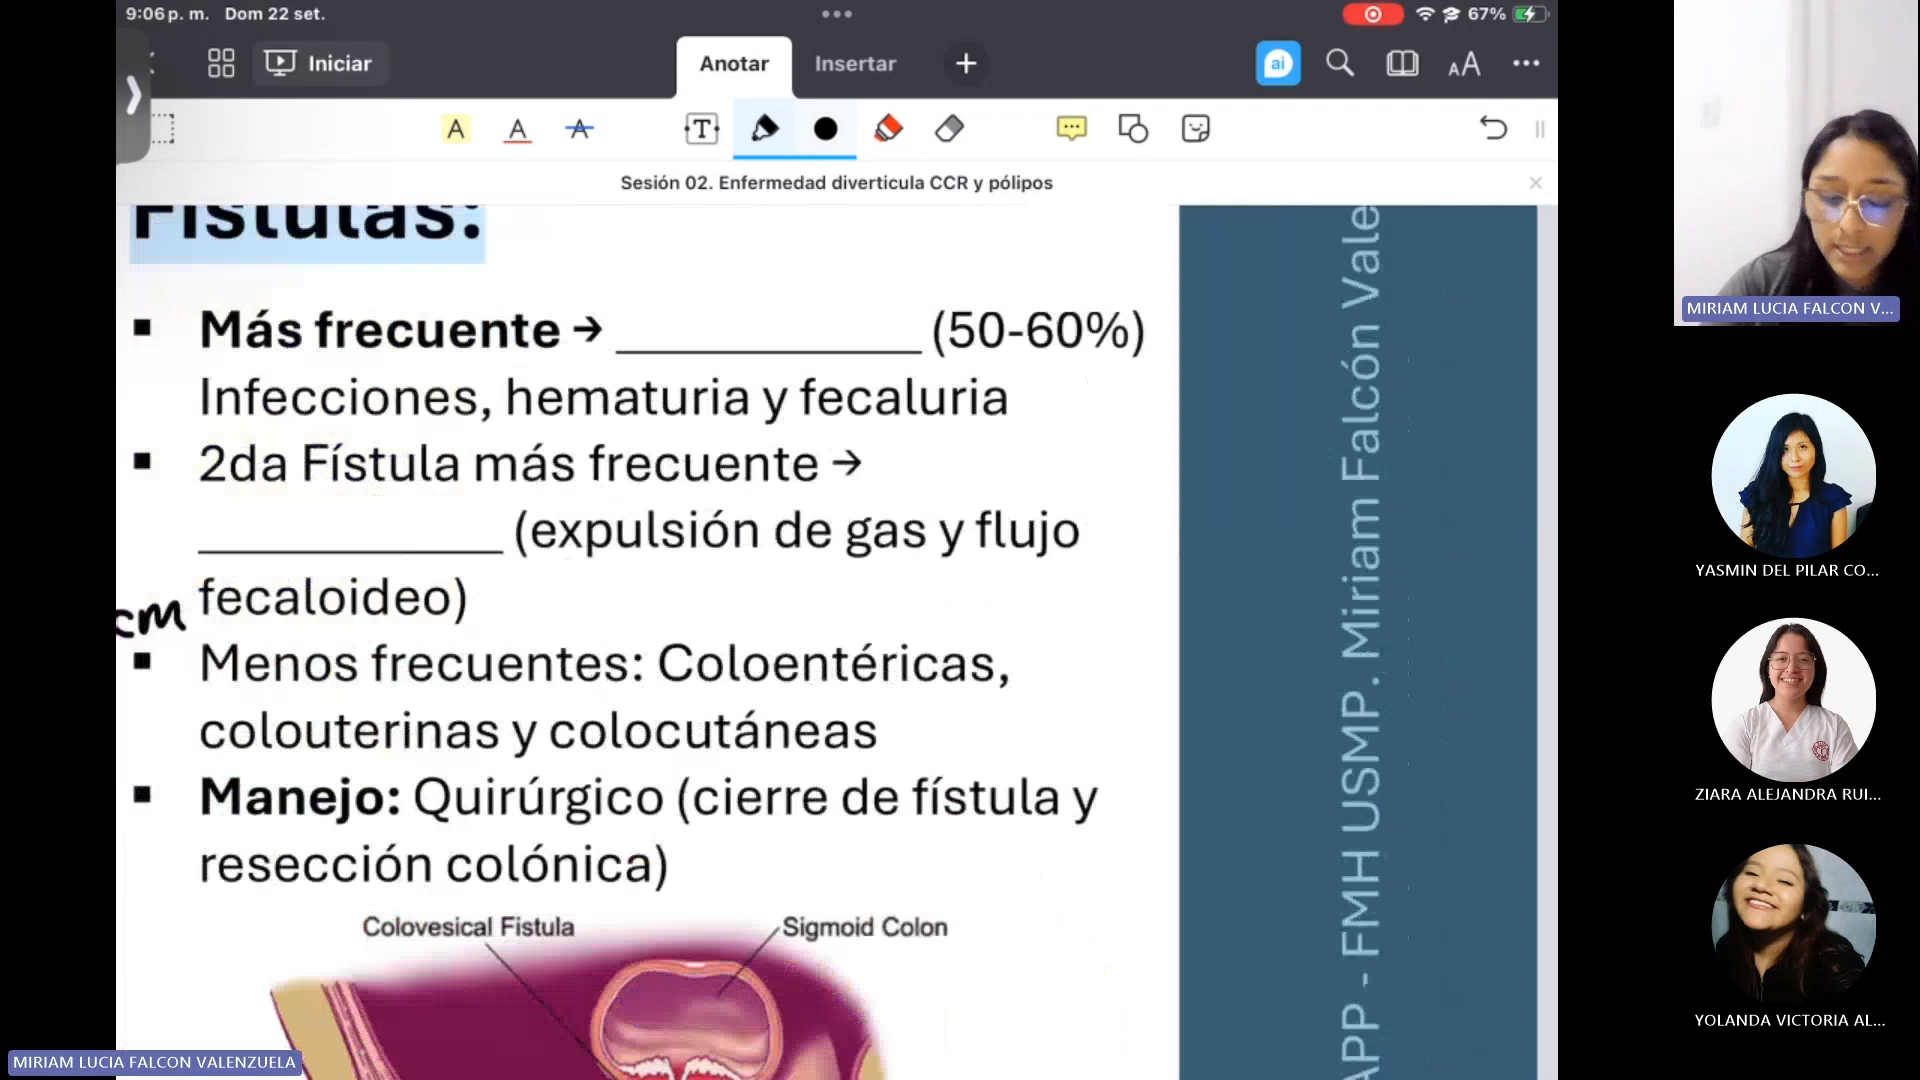 9:06 p. m. Dom 22 set.
67%
Iniciar
Anotar
Insertar
ai
AA
A A A T
Sesión 02. Enfermedad diverticula CCR y pólipos
Fístulas:
▪ Más frecuente → ____________ (50-60%)
Infecciones, hematuria y fecaluria
▪ 2da Fístula más frecuente →
____________ (expulsión de gas y flujo
fecaloideo)
cm
▪ Menos frecuentes: Coloentéricas,
colouterinas y colocutáneas
▪ Manejo: Quirúrgico (cierre de fístula y
resección colónica)
Colovesical Fistula
Sigmoid Colon
APP - FMH USMP. Miriam Falcón Vale
MIRIAM LUCIA FALCON V...
YASMIN DEL PILAR CO...
ZIARA ALEJANDRA RUI...
YOLANDA VICTORIA AL...
MIRIAM LUCIA FALCON VALENZUELA